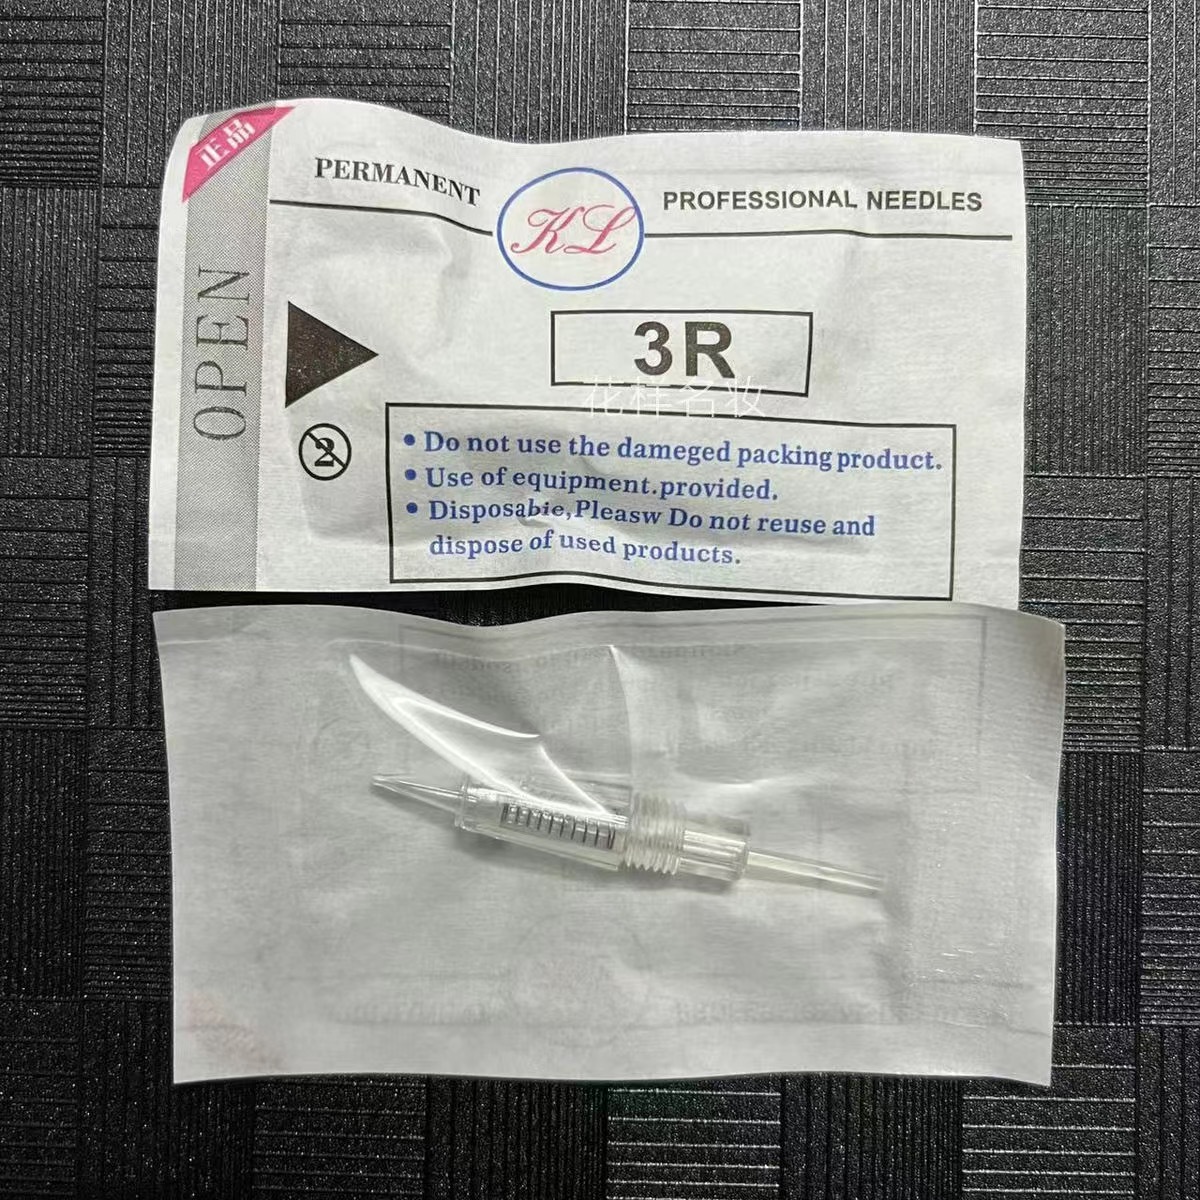 正品
PERMANENT
KL
PROFESSIONAL NEEDLES
OPEN
3R
花样名妆
2
• Do not use the dameged packing product.
• Use of equipment.provided.
• Disposabie,Pleasw Do not reuse and
dispose of used products.